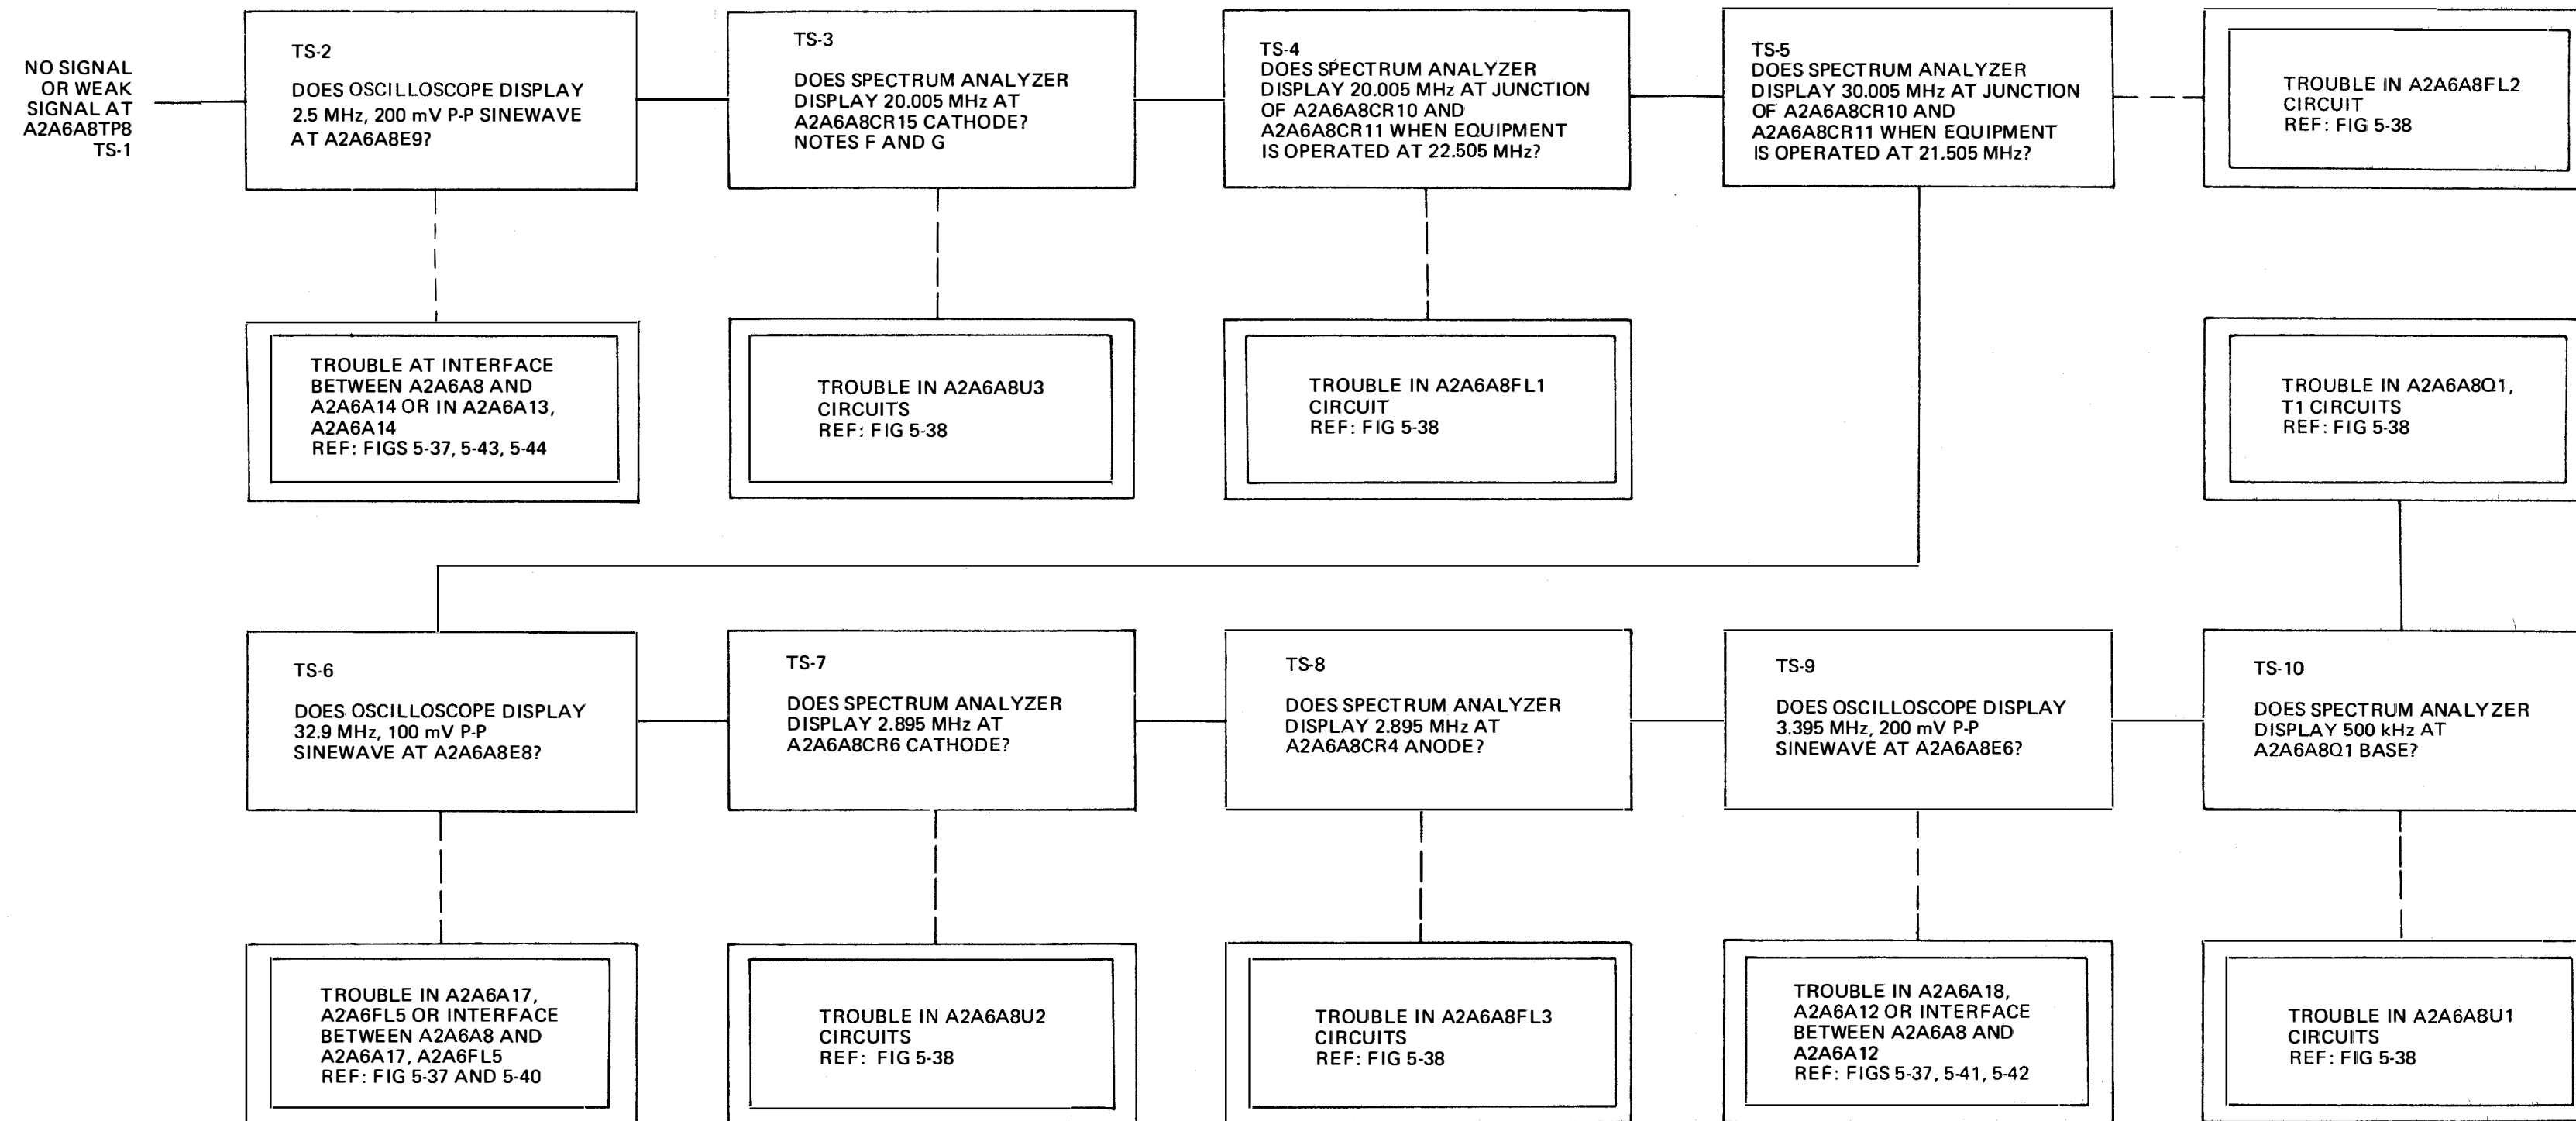 NO SIGNAL
OR WEAK
SIGNAL AT
A2A6A8TP8
TS-1
TS-2
DOES OSCILLOSCOPE DISPLAY
2.5 MHz, 200 mV P-P SINEWAVE
AT A2A6A8E9?
TS-3
DOES SPECTRUM ANALYZER
DISPLAY 20.005 MHz AT
A2A6A8CR15 CATHODE?
NOTES F AND G
TS-4
DOES SPECTRUM ANALYZER
DISPLAY 20.005 MHz AT JUNCTION
OF A2A6A8CR10 AND
A2A6A8CR11 WHEN EQUIPMENT
IS OPERATED AT 22.505 MHz?
TS-5
DOES SPECTRUM ANALYZER
DISPLAY 30.005 MHz AT JUNCTION
OF A2A6A8CR10 AND
A2A6A8CR11 WHEN EQUIPMENT
IS OPERATED AT 21.505 MHz?
TROUBLE IN A2A6A8FL2
CIRCUIT
REF: FIG 5-38
TROUBLE AT INTERFACE
BETWEEN A2A6A8 AND
A2A6A14 OR IN A2A6A13,
A2A6A14
REF: FIGS 5-37, 5-43, 5-44
TROUBLE IN A2A6A8U3
CIRCUITS
REF: FIG 5-38
TROUBLE IN A2A6A8FL1
CIRCUIT
REF: FIG 5-38
TROUBLE IN A2A6A8Q1,
T1 CIRCUITS
REF: FIG 5-38
TS-6
DOES OSCILLOSCOPE DISPLAY
32.9 MHz, 100 mV P-P
SINEWAVE AT A2A6A8E8?
TS-7
DOES SPECTRUM ANALYZER
DISPLAY 2.895 MHz AT
A2A6A8CR6 CATHODE?
TS-8
DOES SPECTRUM ANALYZER
DISPLAY 2.895 MHz AT
A2A6A8CR4 ANODE?
TS-9
DOES OSCILLOSCOPE DISPLAY
3.395 MHz, 200 mV P-P
SINEWAVE AT A2A6A8E6?
TS-10
DOES SPECTRUM ANALYZER
DISPLAY 500 kHz AT
A2A6A8Q1 BASE?
TROUBLE IN A2A6A17,
A2A6FL5 OR INTERFACE
BETWEEN A2A6A8 AND
A2A6A17, A2A6FL5
REF: FIG 5-37 AND 5-40
TROUBLE IN A2A6A8U2
CIRCUITS
REF: FIG 5-38
TROUBLE IN A2A6A8FL3
CIRCUITS
REF: FIG 5-38
TROUBLE IN A2A6A18,
A2A6A12 OR INTERFACE
BETWEEN A2A6A8 AND
A2A6A12
REF: FIGS 5-37, 5-41, 5-42
TROUBLE IN A2A6A8U1
CIRCUITS
REF: FIG 5-38